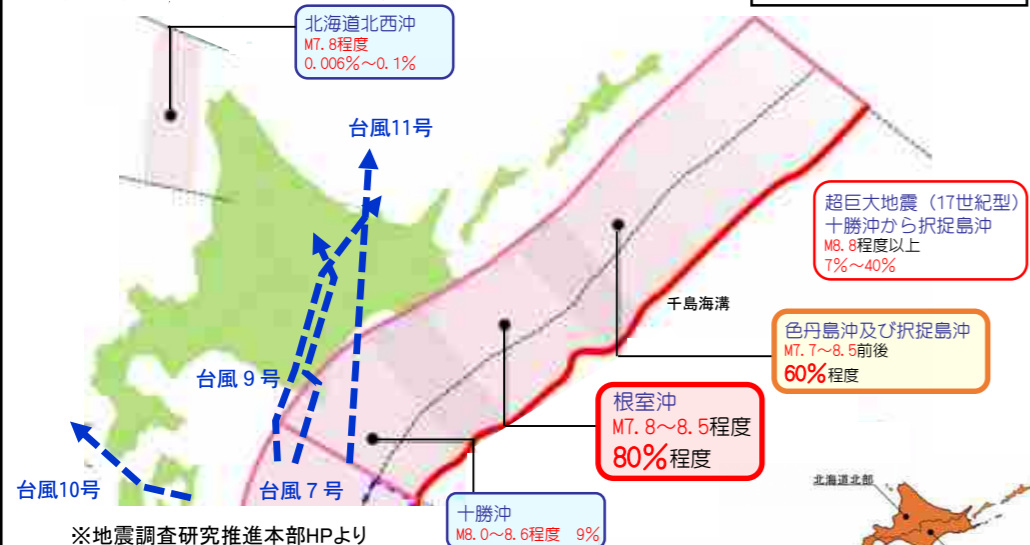 北海道北西沖
M7.8程度
0.006%～0.1%
台風11号
超巨大地震（17世紀型）
十勝沖から択捉島沖
M8.8程度以上
7%～40%
千島海溝
色丹島沖及び択捉島沖
M7.7～8.5前後
60%程度
台風９号
根室沖
M7.8～8.5程度
80%程度
台風10号
台風７号
北海道北部
十勝沖
M8.0～8.6程度　9%
※地震調査研究推進本部HPより